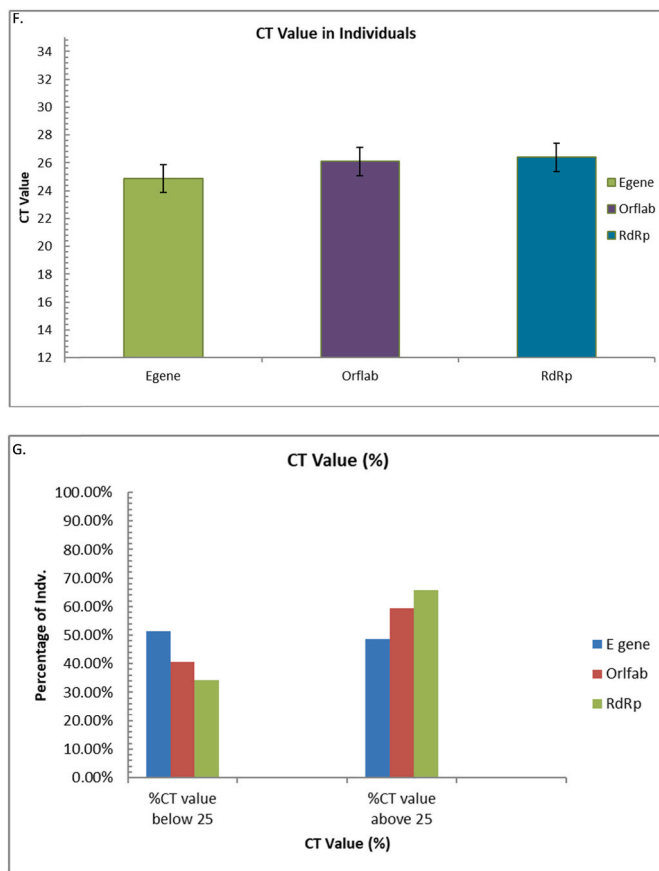 F.
CT Value in Individuals
34
32
30
28
26
24
22
20
18
16
14
12
CT Value
Egene
Orflab
RdRp
Egene
Orflab
RdRp
G.
CT Value (%)
100.00%
90.00%
80.00%
70.00%
60.00%
50.00%
40.00%
30.00%
20.00%
10.00%
0.00%
Percentage of Indv.
%CT value
below 25
%CT value
above 25
CT Value (%)
E gene
Orlfab
RdRp